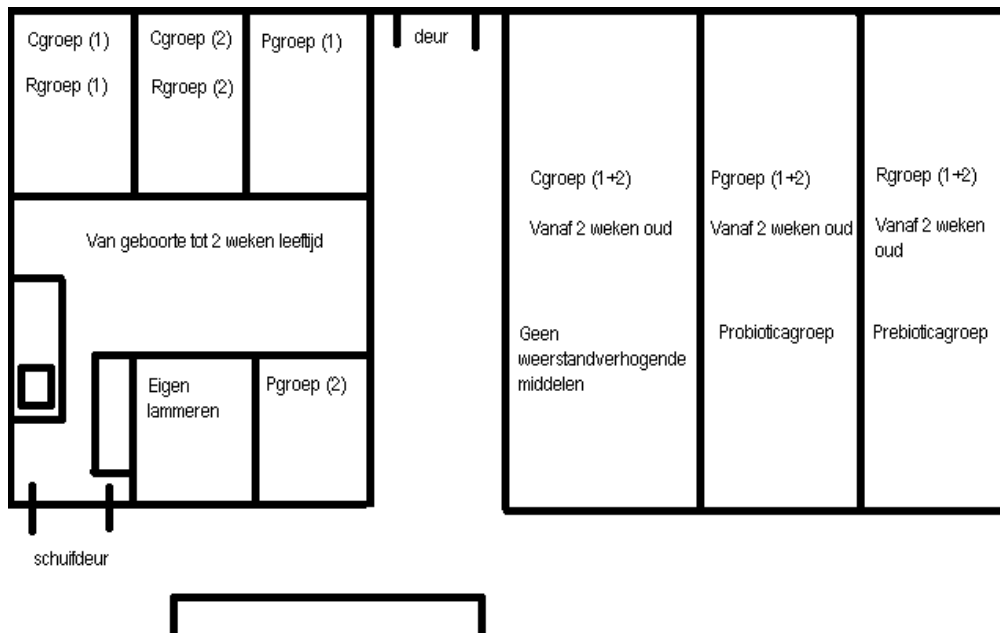 Cgroep (1)
Rgroep (1)
Cgroep (2)
Rgroep (2)
Pgroep (1)
deur
Van geboorte tot 2 weken leeftijd
Eigen
lammeren
Pgroep (2)
schuifdeur
Cgroep (1+2)
Vanaf 2 weken oud
Geen
weerstandverhogende
middelen
Pgroep (1+2)
Vanaf 2 weken oud
Probioticagroep
Rgroep (1+2)
Vanaf 2 weken
oud
Prebioticagroep